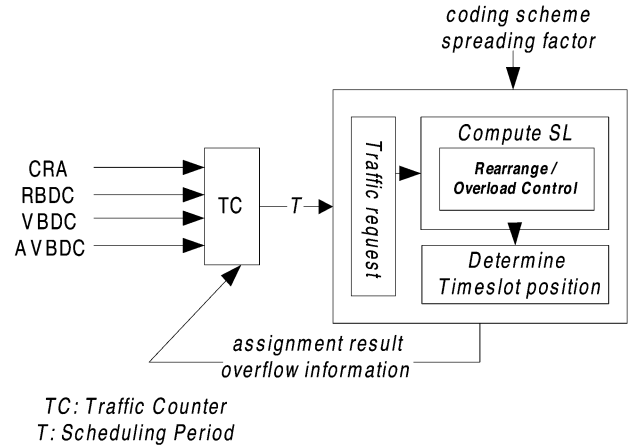 coding scheme
spreading factor
CRA
RBDC
VBDC
AVBDC
TC
T
Traffic request
Compute SL
Rearrange /
Overload Control
Determine
Timeslot position
assignment result
overflow information
TC: Traffic Counter
T: Scheduling Period